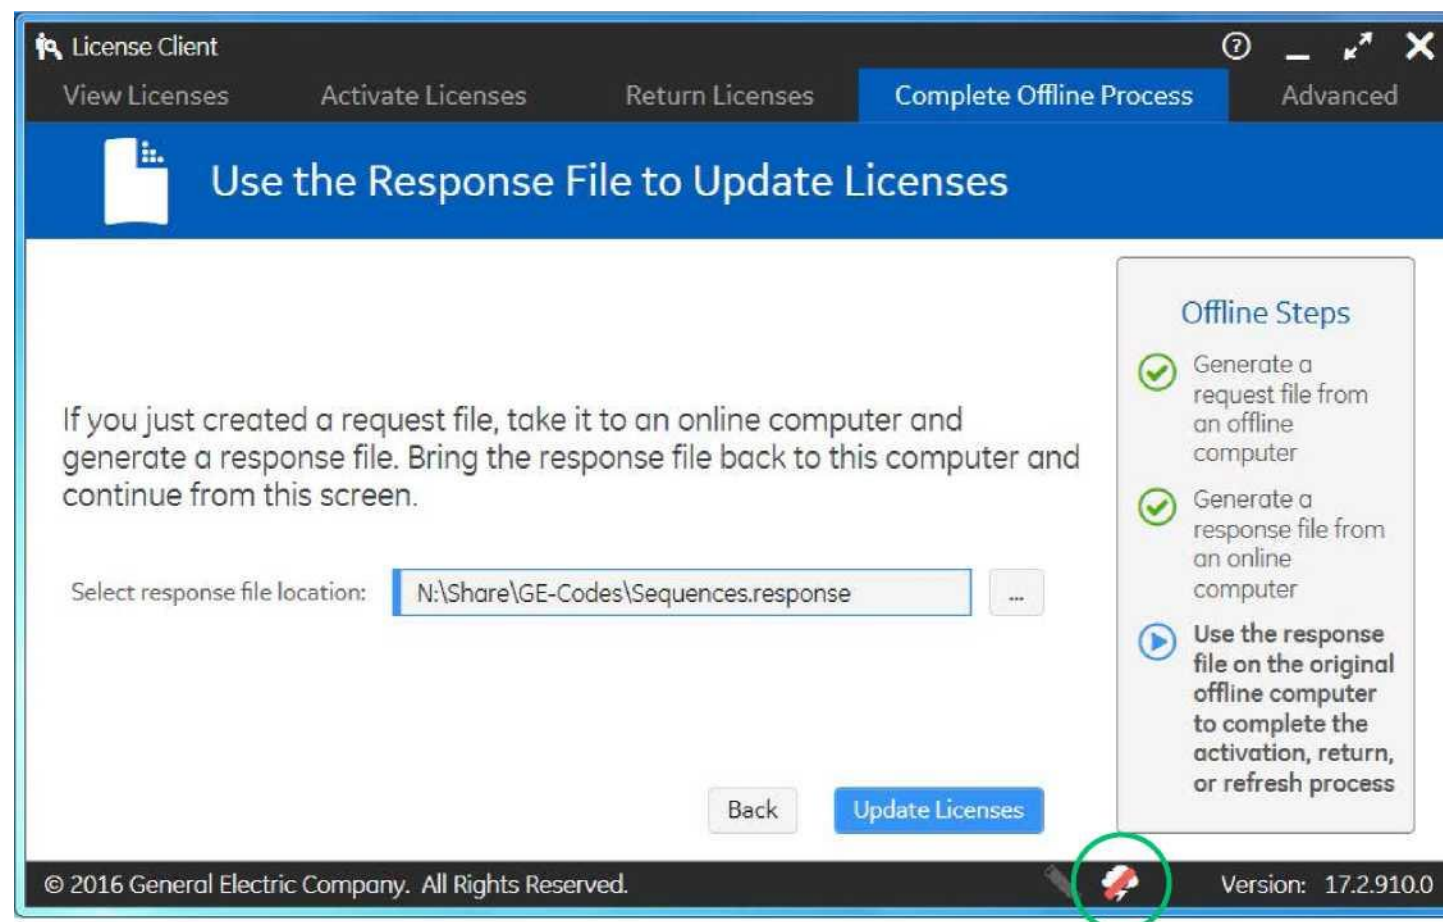 License Client
View Licenses Activate Licenses Return Licenses Complete Offline Process Advanced
Use the Response File to Update Licenses
If you just created a request file, take it to an online computer and
generate a response file. Bring the response file back to this computer and
continue from this screen.
Select response file location: N:\Share\GE-Codes\Sequences.response ...
Back Update Licenses
Offline Steps
Generate a
request file from
an offline
computer
Generate a
response file from
an online
computer
Use the response
file on the original
offline computer
to complete the
activation, return,
or refresh process
© 2016 General Electric Company. All Rights Reserved. Version: 17.2.910.0